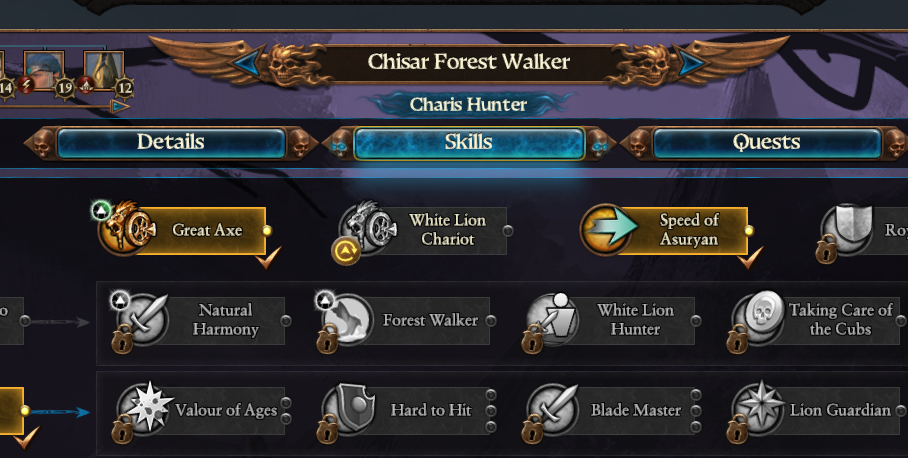 Chisar Forest Walker
14
19
12
Charis Hunter
Details
Skills
Quests
Great Axe
White Lion
Chariot
Speed of
Asuryan
Natural
Harmony
Forest Walker
White Lion
Hunter
Taking Care of
the Cubs
Valour of Ages
Hard to Hit
Blade Master
Lion Guardian